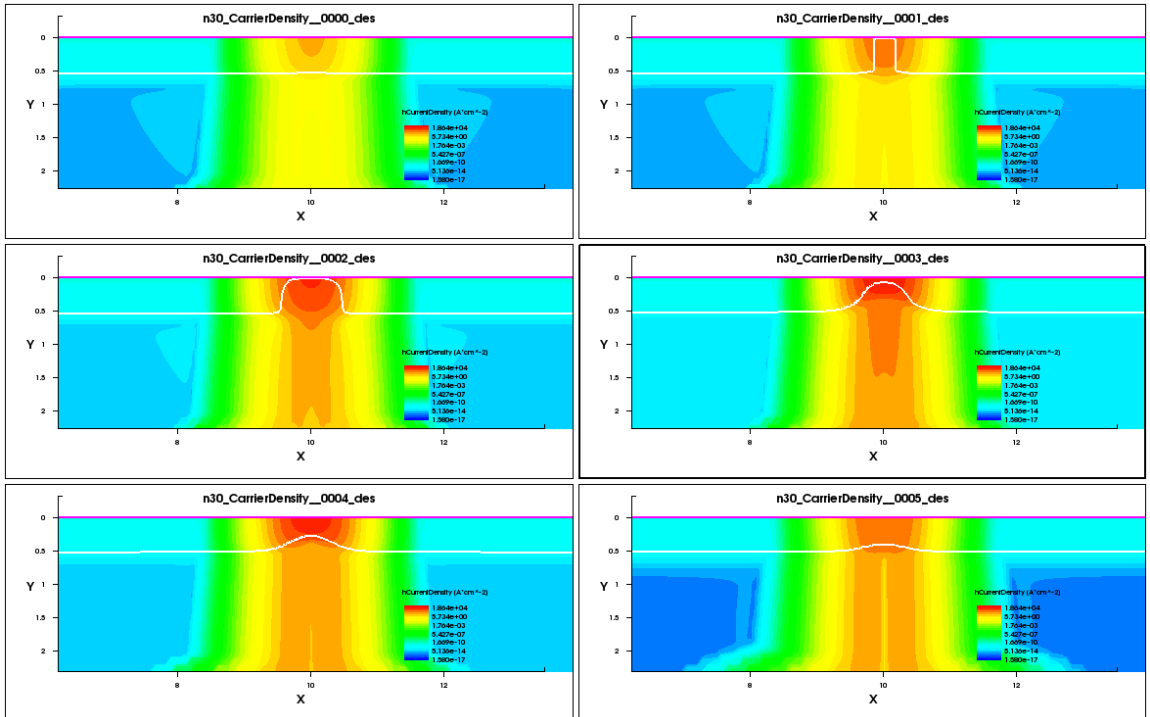 n30_CarrierDensity__0000_des
0
0.5
Y 1
1.5
2
hCurrentDensity (A*cm^-2)
1.864e+04
5.734e+00
1.764e-03
5.427e-07
1.669e-10
5.136e-14
1.580e-17
8 10 12
X
n30_CarrierDensity__0001_des
0
0.5
Y 1
1.5
2
hCurrentDensity (A*cm^-2)
1.864e+04
5.734e+00
1.764e-03
5.427e-07
1.669e-10
5.136e-14
1.580e-17
8 10 12
X
n30_CarrierDensity__0002_des
0
0.5
Y 1
1.5
2
hCurrentDensity (A*cm^-2)
1.864e+04
5.734e+00
1.764e-03
5.427e-07
1.669e-10
5.136e-14
1.580e-17
8 10 12
X
n30_CarrierDensity__0003_des
0
0.5
Y 1
1.5
2
hCurrentDensity (A*cm^-2)
1.864e+04
5.734e+00
1.764e-03
5.427e-07
1.669e-10
5.136e-14
1.580e-17
8 10 12
X
n30_CarrierDensity__0004_des
0
0.5
Y 1
1.5
2
hCurrentDensity (A*cm^-2)
1.864e+04
5.734e+00
1.764e-03
5.427e-07
1.669e-10
5.136e-14
1.580e-17
8 10 12
X
n30_CarrierDensity__0005_des
0
0.5
Y 1
1.5
2
hCurrentDensity (A*cm^-2)
1.864e+04
5.734e+00
1.764e-03
5.427e-07
1.669e-10
5.136e-14
1.580e-17
8 10 12
X